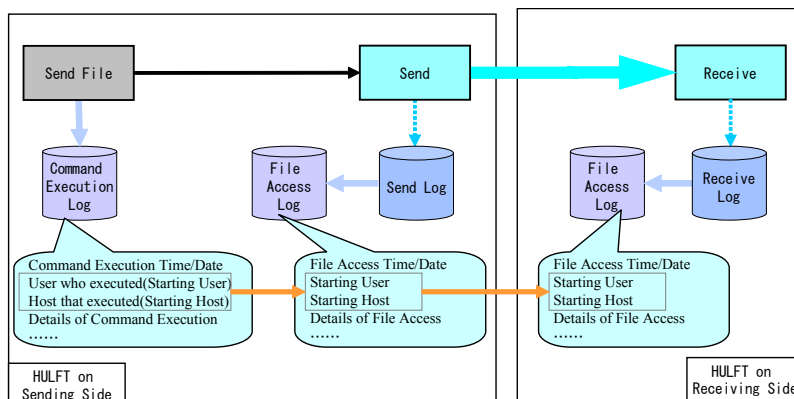 Send File
Send
Receive
Command
Execution
Log
File
Access
Log
Send Log
File
Access
Log
Receive
Log
Command Execution Time/Date
User who executed(Starting User)
Host that executed(Starting Host)
Details of Command Execution
......
File Access Time/Date
Starting User
Starting Host
Details of File Access
......
File Access Time/Date
Starting User
Starting Host
Details of File Access
......
HULFT on
Sending Side
HULFT on
Receiving Side